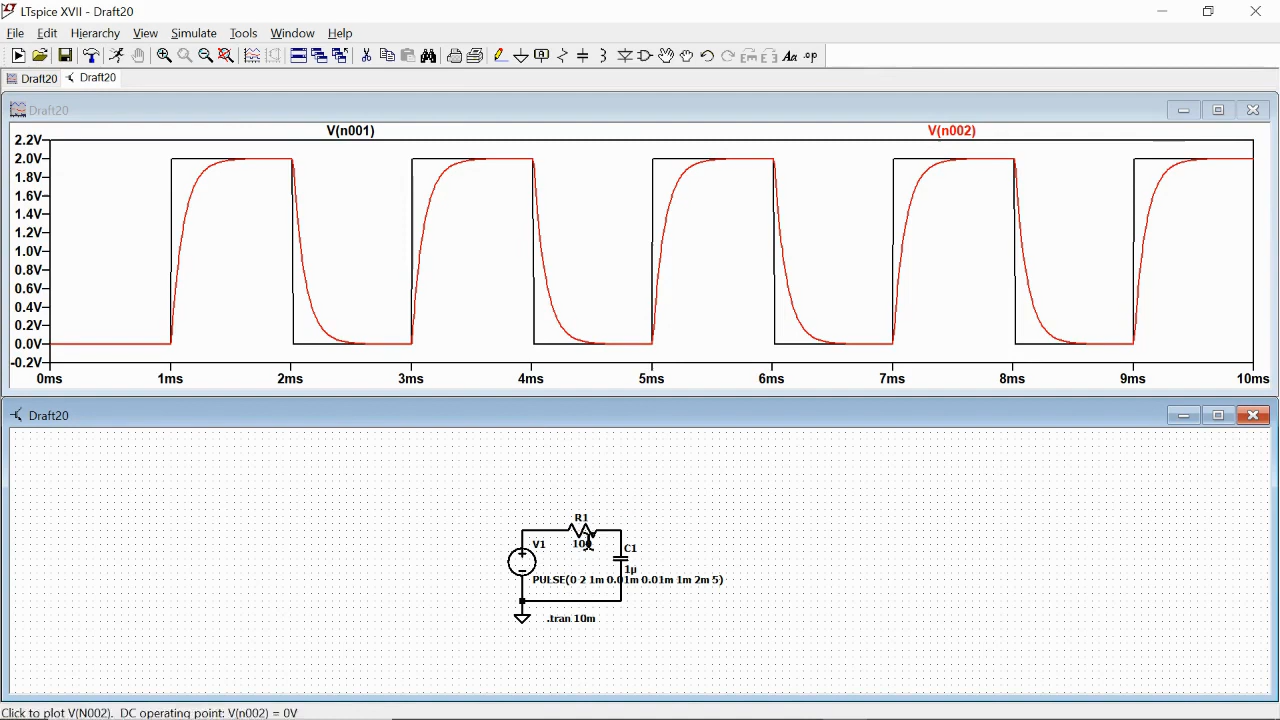 LTspice XVII - Draft20
File Edit Hierarchy View Simulate Tools Window Help
Draft20 Draft20
Draft20
V(n001) V(n002)
2.2V
2.0V
1.8V
1.6V
1.4V
1.2V
1.0V
0.8V
0.6V
0.4V
0.2V
0.0V
-0.2V
0ms 1ms 2ms 3ms 4ms 5ms 6ms 7ms 8ms 9ms 10ms
Draft20
R1
V1 100 C1
1µ
PULSE(0 2 1m 0.01m 0.01m 1m 2m 5)
.tran 10m
Click to plot V(N002). DC operating point: V(n002) = 0V